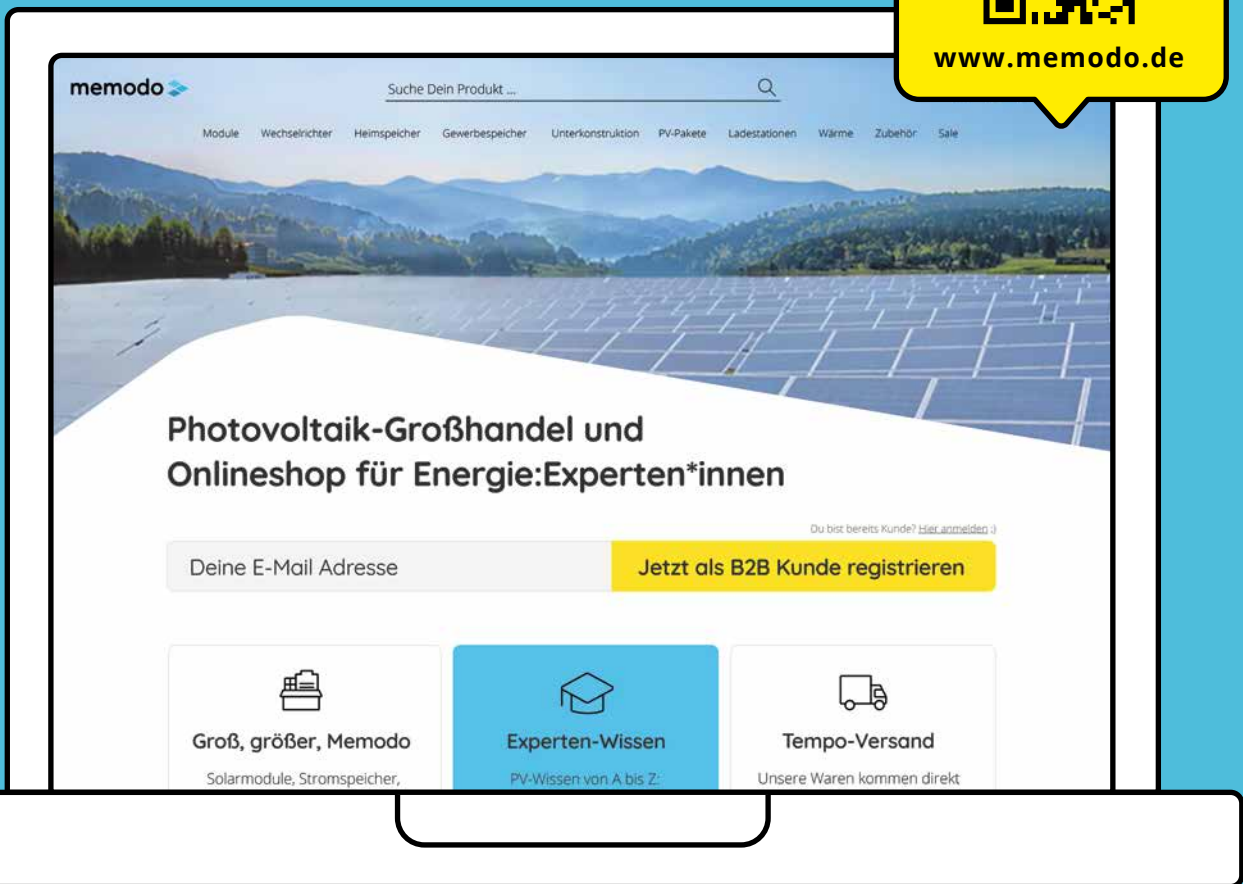 www.memodo.de
memodo
Suche Dein Produkt ...
Module Wechselrichter Heimspeicher Gewerbespeicher Unterkonstruktion PV-Pakete Ladestationen Wärme Zubehör Sale
Photovoltaik-Großhandel und
Onlineshop für Energie:Experten*innen
Du bist bereits Kunde? Hier anmelden :)
Deine E-Mail Adresse
Jetzt als B2B Kunde registrieren
Groß, größer, Memodo
Solarmodule, Stromspeicher,
Experten-Wissen
PV-Wissen von A bis Z:
Tempo-Versand
Unsere Waren kommen direkt